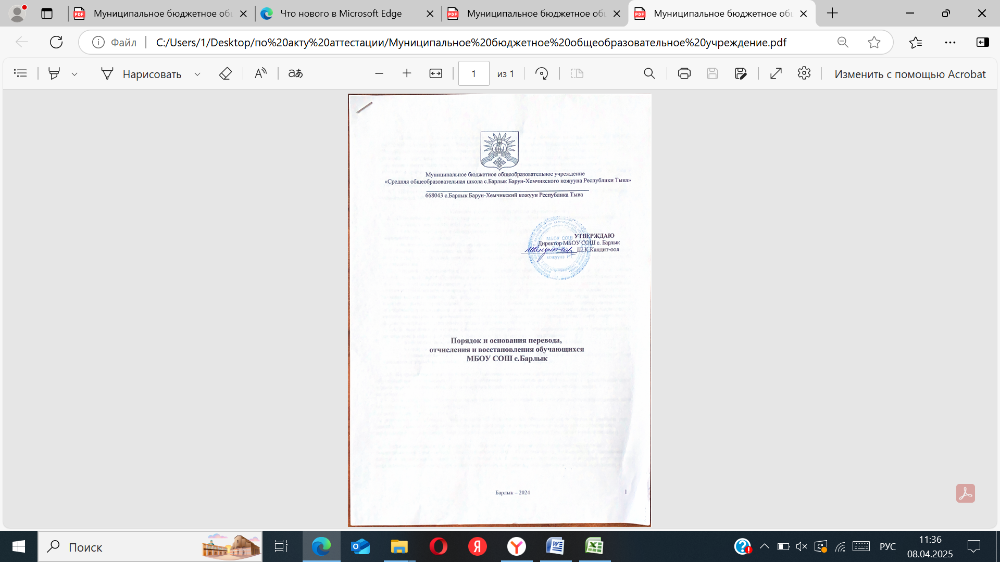 Муниципальное бюджетное об
Что нового в Microsoft Edge
Муниципальное бюджетное об
Муниципальное бюджетное об
Файл
C:/Users/1/Desktop/по%20акту%20аттестации/Муниципальное%20бюджетное%20общеобразовательное%20учреждение.pdf
Нарисовать
1
из 1
Изменить с помощью Acrobat
Муниципальное бюджетное общеобразовательное учреждение
«Средняя общеобразовательная школа с.Барлык Барун-Хемчикского кожууна Республики Тыва»
668043 с.Барлык Барун-Хемчикский кожуун Республика Тыва
МБОУ СОШ
УТВЕРЖДАЮ
Директор МБОУ СОШ с. Барлык
Ш.К.Кандит-оол
кожууна РТ
Порядок и основания перевода,
отчисления и восстановления обучающихся
МБОУ СОШ с.Барлык
Барлык – 2024
1
Поиск
РУС
11:36
08.04.2025